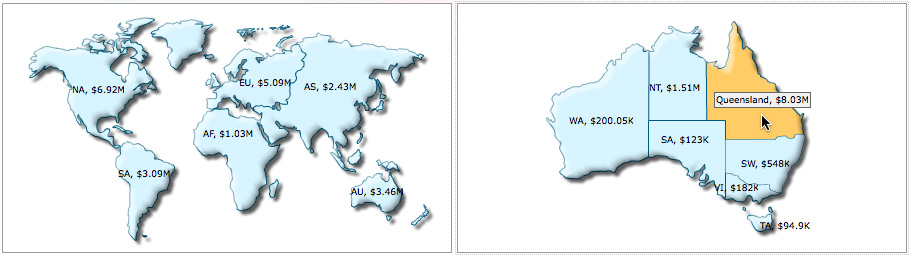 NA, $6.92M
EU, $5.09M
AS, $2.43M
AF, $1.03M
SA, $3.09M
AU, $3.46M
NT, $1.51M
Queensland, $8.03M
WA, $200.05K
SA, $123K
SW, $548K
VI, $182K
TA, $94.9K